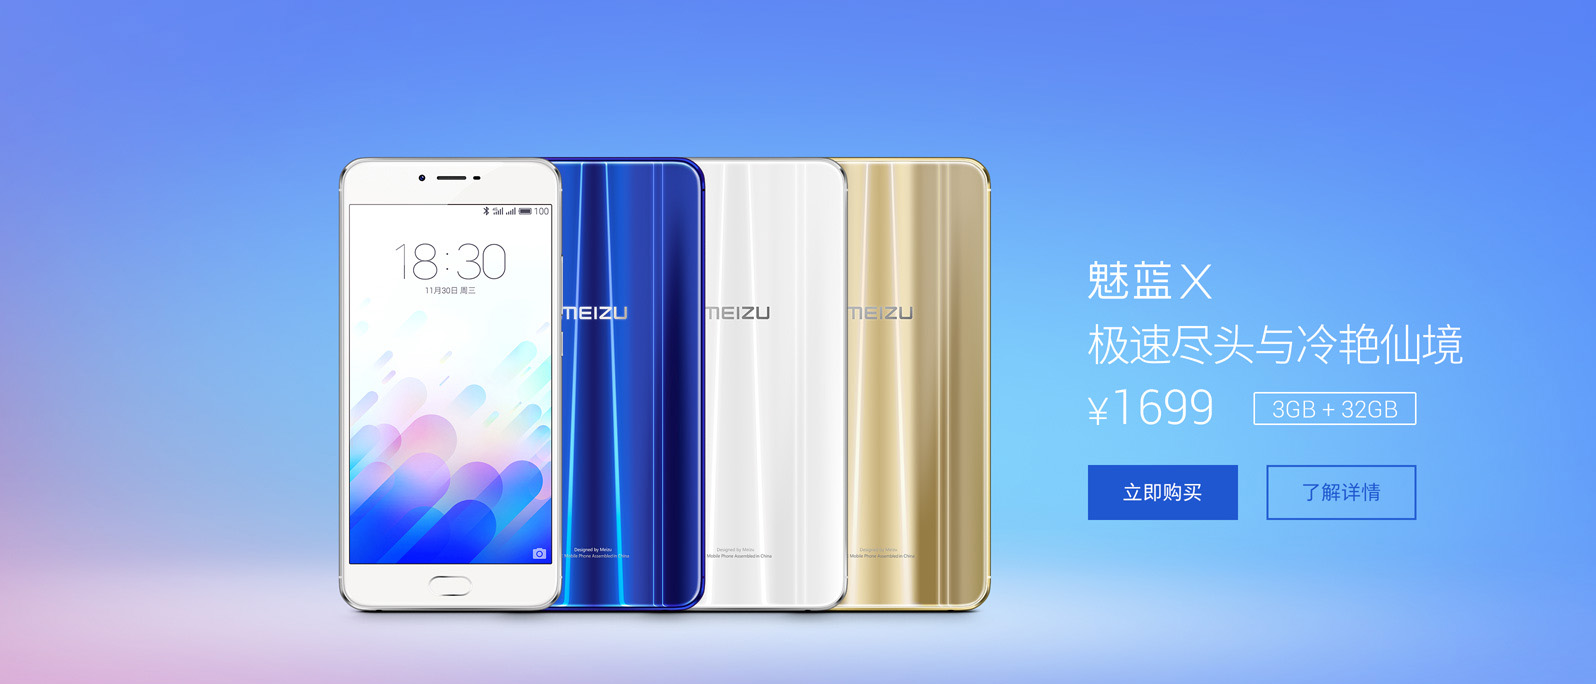 100
18:30
11月30日 周三
MEIZU
MEIZU
MEIZU
Designed by Meizu
Mobile Phone Assembled in China
Designed by Meizu
Mobile Phone Assembled in China
Designed by Meizu
Mobile Phone Assembled in China
魅蓝 X
极速尽头与冷艳仙境
¥1699
3GB + 32GB
立即购买
了解详情